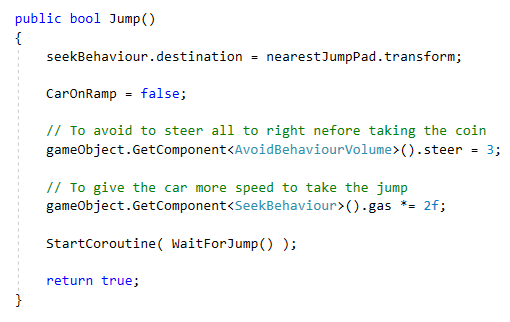 public bool Jump()
{
seekBehaviour.destination = nearestJumpPad.transform;
CarOnRamp = false;
// To avoid to steer all to right nefore taking the coin
gameObject.GetComponent<AvoidBehaviourVolume>().steer = 3;
// To give the car more speed to take the jump
gameObject.GetComponent<SeekBehaviour>().gas *= 2f;
StartCoroutine( WaitForJump() );
return true;
}